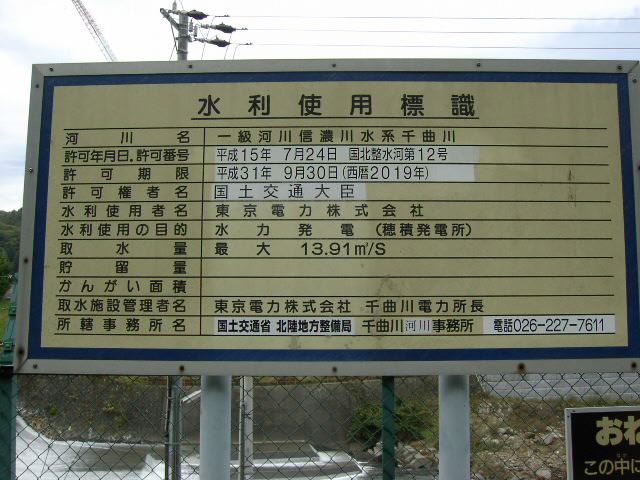 水利使用標識
河川名 一級河川信濃川水系千曲川
許可年月日.許可番号 平成15年 7月24日 国北整水河第12号
許可期限 平成31年 9月30日(西暦2019年)
許可権者名 国土交通大臣
水利使用者名 東京電力株式会社
水利使用の目的 水力発電(穂積発電所)
取水量 最大 13.91㎥/S
貯留量
かんがい面積
取水施設管理者名 東京電力株式会社 千曲川電力所長
所轄事務所名 国土交通省 北陸地方整備局 千曲川河川事務所 電話026-227-7611
おね
この中に